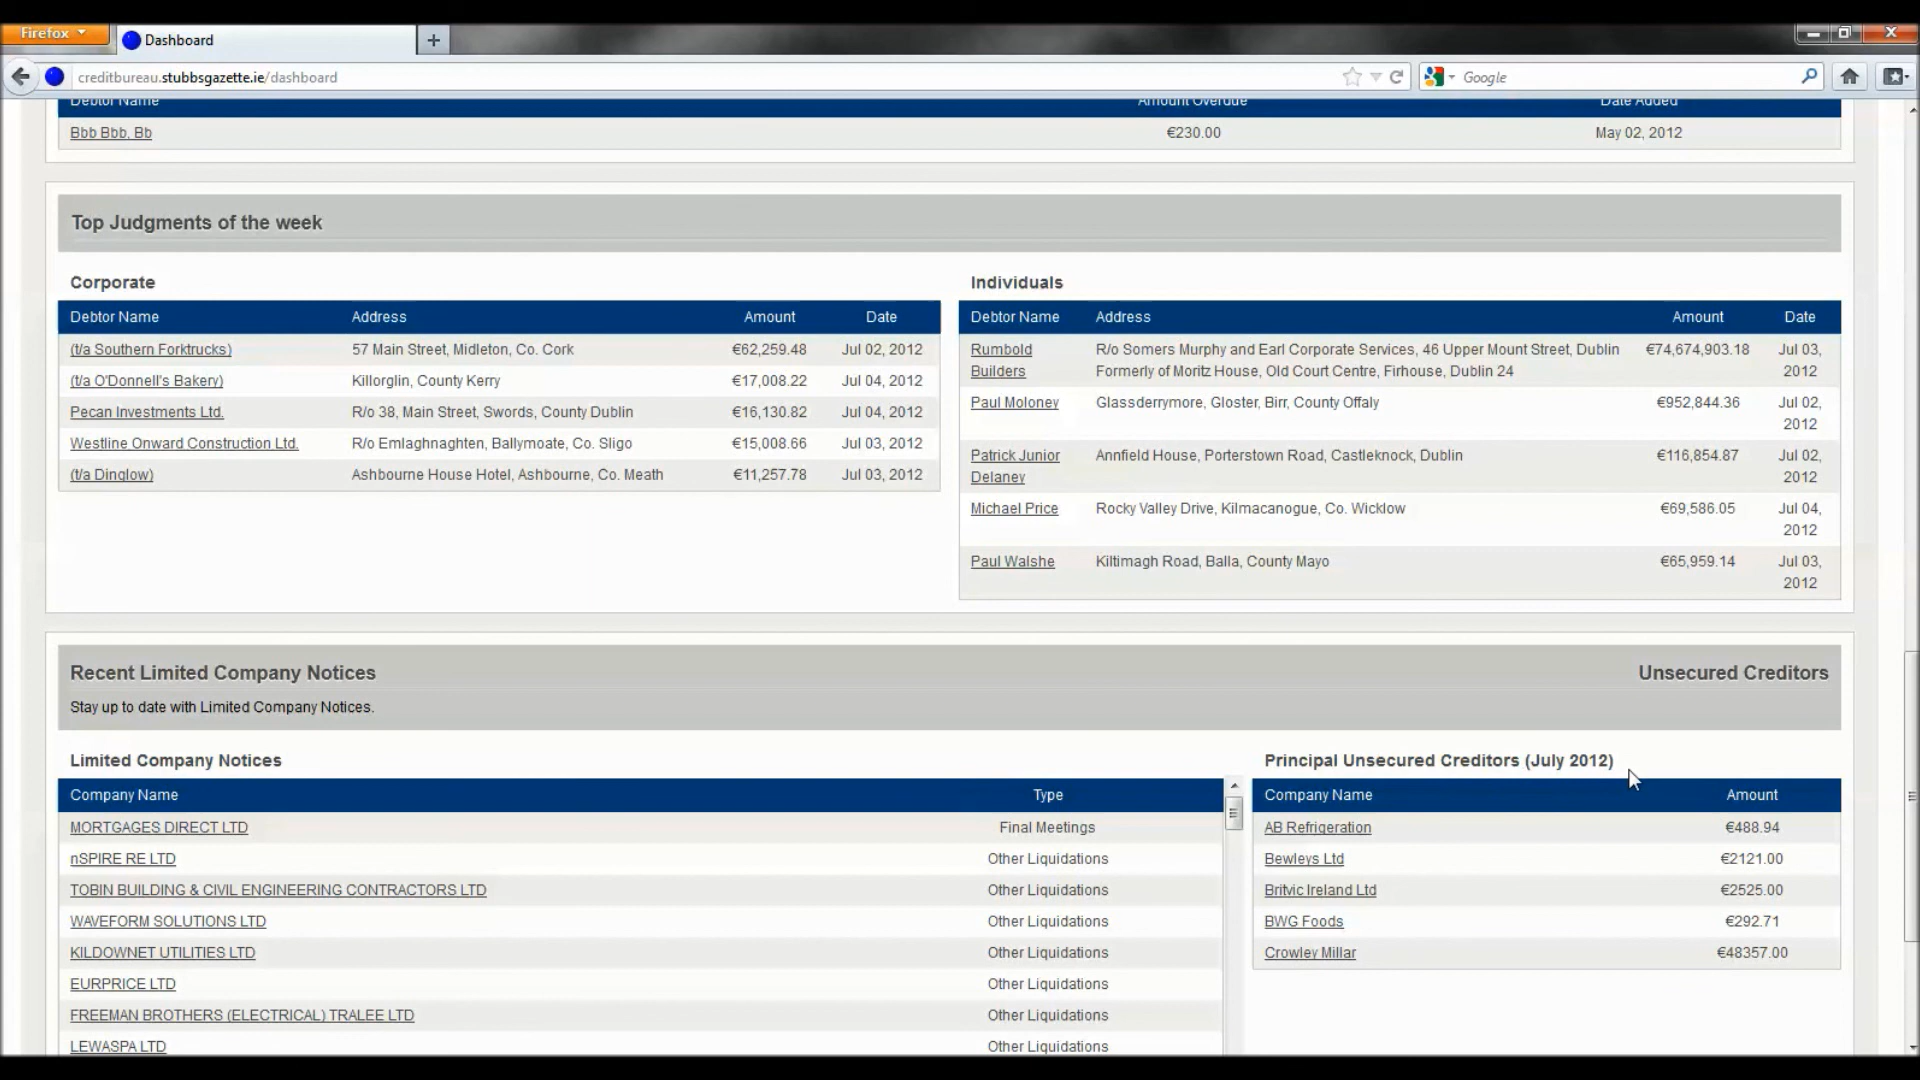 Firefox
Dashboard
creditbureau.stubbsgazette.ie/dashboard
Google
Debtor Name Amount Overdue Date Added
Bbb Bbb, Bb €230.00 May 02, 2012
Top Judgments of the week
Corporate
Debtor Name Address Amount Date
(t/a Southern Forktrucks) 57 Main Street, Midleton, Co. Cork €62,259.48 Jul 02, 2012
(t/a O'Donnell's Bakery) Killorglin, County Kerry €17,008.22 Jul 04, 2012
Pecan Investments Ltd. R/o 38, Main Street, Swords, County Dublin €16,130.82 Jul 04, 2012
Westline Onward Construction Ltd. R/o Emlaghnaghten, Ballymoate, Co. Sligo €15,008.66 Jul 03, 2012
(t/a Dinglow) Ashbourne House Hotel, Ashbourne, Co. Meath €11,257.78 Jul 03, 2012
Individuals
Debtor Name Address Amount Date
Rumbold R/o Somers Murphy and Earl Corporate Services, 46 Upper Mount Street, Dublin €74,674,903.18 Jul 03,
Builders Formerly of Moritz House, Old Court Centre, Firhouse, Dublin 24 2012
Paul Moloney Glassderrymore, Gloster, Birr, County Offaly €952,844.36 Jul 02,
2012
Patrick Junior Annfield House, Porterstown Road, Castleknock, Dublin €116,854.87 Jul 02,
Delaney 2012
Michael Price Rocky Valley Drive, Kilmacanogue, Co. Wicklow €69,586.05 Jul 04,
2012
Paul Walshe Kiltimagh Road, Balla, County Mayo €65,959.14 Jul 03,
2012
Recent Limited Company Notices
Unsecured Creditors
Stay up to date with Limited Company Notices.
Limited Company Notices
Company Name Type
MORTGAGES DIRECT LTD Final Meetings
nSPIRE RE LTD Other Liquidations
TOBIN BUILDING & CIVIL ENGINEERING CONTRACTORS LTD Other Liquidations
WAVEFORM SOLUTIONS LTD Other Liquidations
KILDOWNET UTILITIES LTD Other Liquidations
EURPRICE LTD Other Liquidations
FREEMAN BROTHERS (ELECTRICAL) TRALEE LTD Other Liquidations
LEWASPA LTD Other Liquidations
Principal Unsecured Creditors (July 2012)
Company Name Amount
AB Refrigeration €488.94
Bewleys Ltd €2121.00
Britvic Ireland Ltd €2525.00
BWG Foods €292.71
Crowley Millar €48357.00